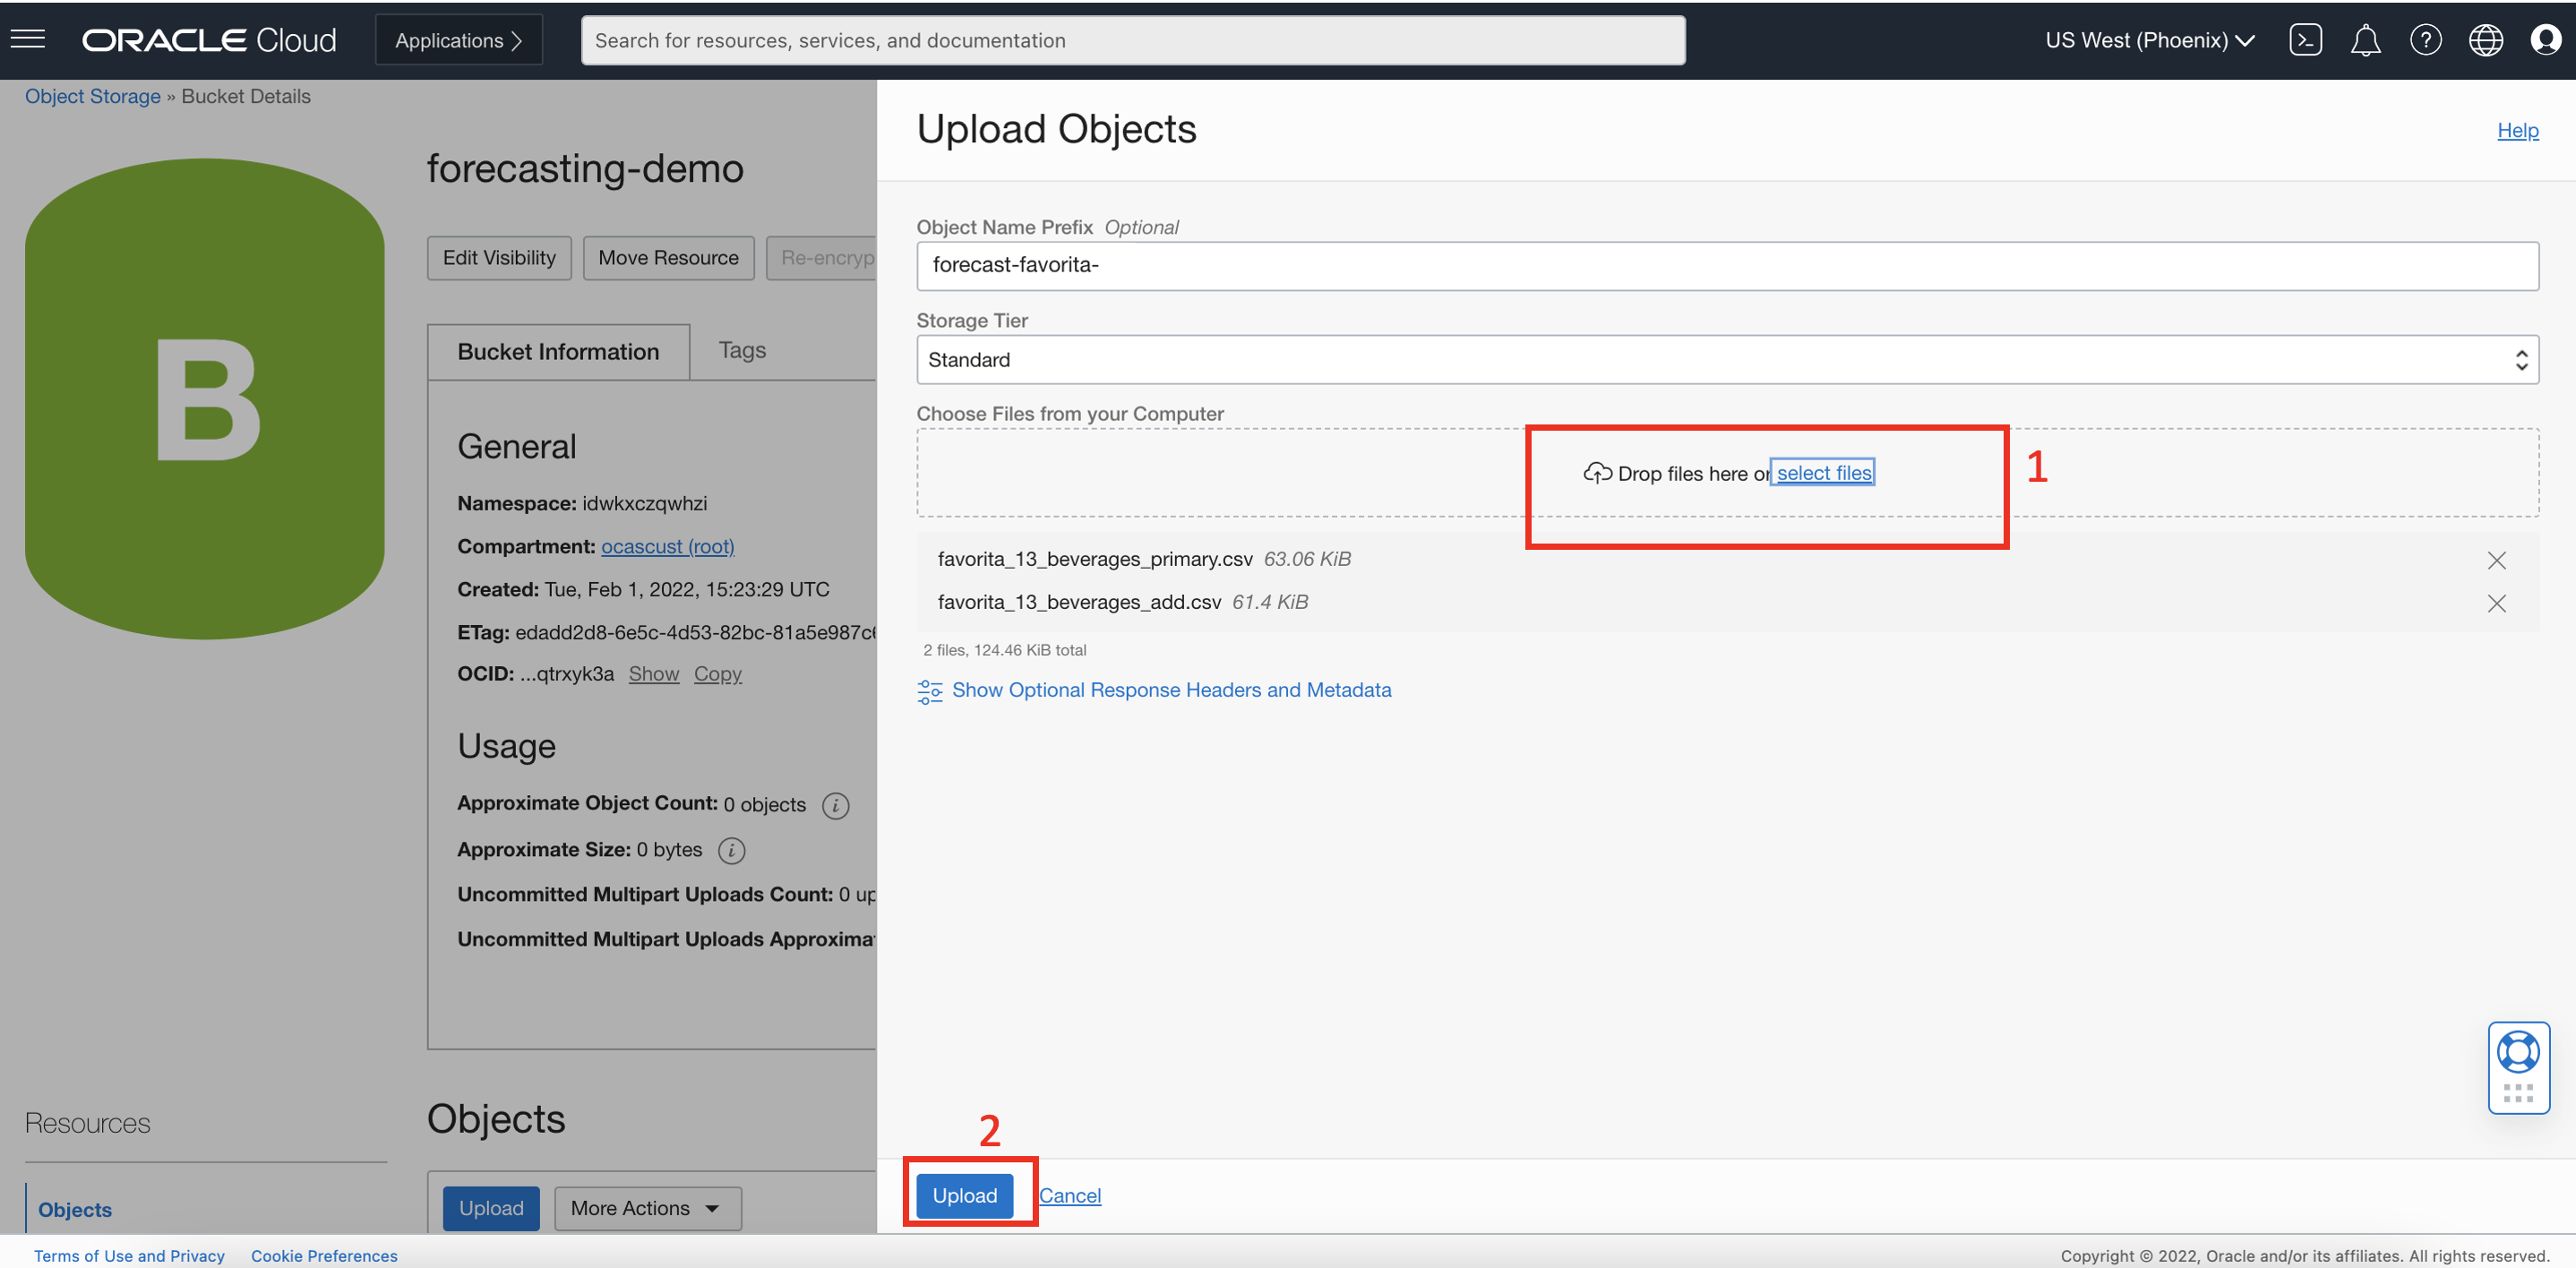 ORACLE Cloud
Applications
Search for resources, services, and documentation
US West (Phoenix)
Object Storage » Bucket Details
B
forecasting-demo
Edit Visibility
Move Resource
Re-encryp
Bucket Information
Tags
General
Namespace: idwkxczqwhzi
Compartment: ocascust (root)
Created: Tue, Feb 1, 2022, 15:23:29 UTC
ETag: edadd2d8-6e5c-4d53-82bc-81a5e987c
OCID: ...qtrxyk3a Show Copy
Usage
Approximate Object Count: 0 objects
Approximate Size: 0 bytes
Uncommitted Multipart Uploads Count: 0 up
Uncommitted Multipart Uploads Approxima
Resources
Objects
Objects
Upload
More Actions
Upload Objects
Help
Object Name Prefix Optional
forecast-favorita-
Storage Tier
Standard
Choose Files from your Computer
Drop files here or select files
1
favorita_13_beverages_primary.csv 63.06 KiB
favorita_13_beverages_add.csv 61.4 KiB
2 files, 124.46 KiB total
Show Optional Response Headers and Metadata
2
Upload
Cancel
Terms of Use and Privacy
Cookie Preferences
Copyright © 2022, Oracle and/or its affiliates. All rights reserved.